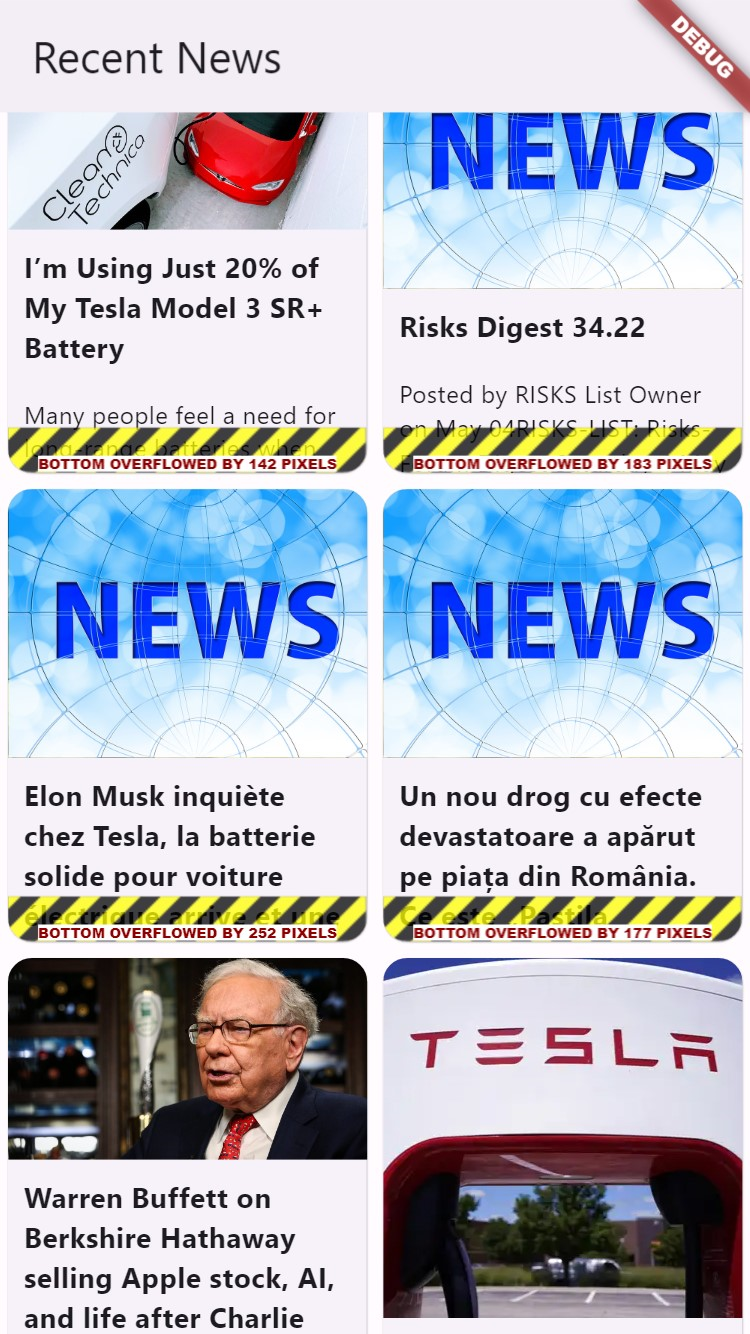 Recent News
DEBUG
Clean
Technica
I’m Using Just 20% of
My Tesla Model 3 SR+
Battery
Many people feel a need for
long-range batteries when
BOTTOM OVERFLOWED BY 142 PIXELS
NEWS
Risks Digest 34.22
Posted by RISKS List Owner
on May 04RISKS-LIST: Risks-
BOTTOM OVERFLOWED BY 183 PIXELS
NEWS
Elon Musk inquiète
chez Tesla, la batterie
solide pour voiture
électrique arrive et une
BOTTOM OVERFLOWED BY 252 PIXELS
NEWS
Un nou drog cu efecte
devastatoare a apărut
pe piața din România.
Ce este „Pastila
BOTTOM OVERFLOWED BY 177 PIXELS
Warren Buffett on
Berkshire Hathaway
selling Apple stock, AI,
and life after Charlie
TESLA